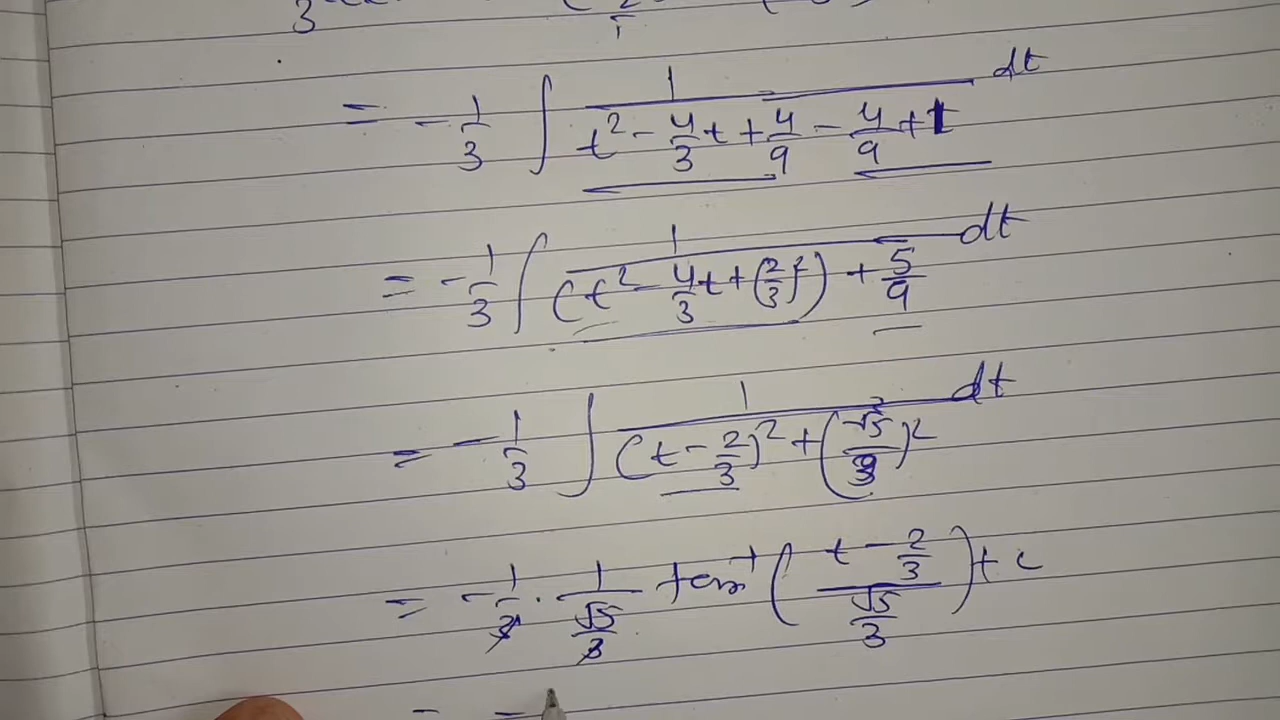 = -1/3 ∫ 1/(t² - 4/3 t + 4/9 - 4/9 + 1) dt
= -1/3 ∫ 1/((t² - 4/3 t + (2/3)²) + 5/9) dt
= -1/3 ∫ 1/((t - 2/3)² + (√5/3)²) dt
= -1/3 · 1/(√5/3) tan⁻¹((t - 2/3)/(√5/3)) + c